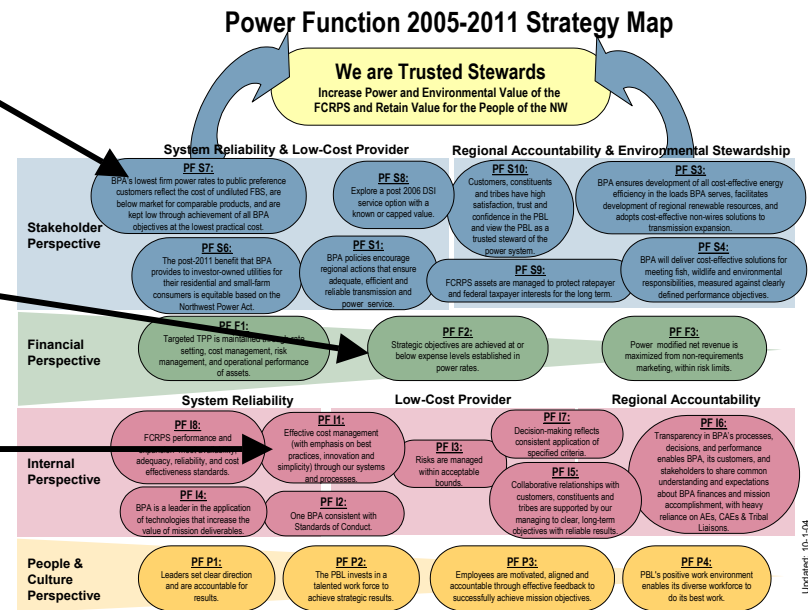 Power Function 2005-2011 Strategy Map
We are Trusted Stewards
Increase Power and Environmental Value of the
FCRPS and Retain Value for the People of the NW
System Reliability & Low-Cost Provider
Regional Accountability & Environmental Stewardship
Stakeholder
Perspective
PF S7:
BPA's lowest firm power rates to public preference
customers reflect the cost of undiluted FBS, are
below market for comparable products, and are
kept low through achievement of all BPA
objectives at the lowest practical cost.
PF S8:
Explore a post 2006 DSI
service option with a
known or capped value.
PF S10:
Customers, constituents
and tribes have high
satisfaction, trust and
confidence in the PBL
and view the PBL as a
trusted steward of the
power system.
PF S3:
BPA ensures development of all cost-effective energy
efficiency in the loads BPA serves, facilitates
development of regional renewable resources, and
adopts cost-effective non-wires solutions to
transmission expansion.
PF S6:
The post-2011 benefit that BPA
provides to investor-owned utilities for
their residential and small-farm
consumers is equitable based on the
Northwest Power Act.
PF S1:
BPA policies encourage
regional actions that ensure
adequate, efficient and
reliable transmission and
power service.
PF S9:
FCRPS assets are managed to protect ratepayer
and federal taxpayer interests for the long term.
PF S4:
BPA will deliver cost-effective solutions for
meeting fish, wildlife and environmental
responsibilities, measured against clearly
defined performance objectives.
Financial
Perspective
PF F1:
Targeted TPP is maintained through rate
setting, cost management, risk
management, and operational performance
of assets.
PF F2:
Strategic objectives are achieved at or
below expense levels established in
power rates.
PF F3:
Power modified net revenue is
maximized from non-requirements
marketing, within risk limits.
System Reliability
Low-Cost Provider
Regional Accountability
Internal
Perspective
PF I8:
FCRPS performance and
adequacy, reliability, and cost
effectiveness standards.
PF I1:
Effective cost management
(with emphasis on best
practices, innovation and
simplicity) through our systems
and processes.
PF I3:
Risks are managed
within acceptable
bounds.
PF I7:
Decision-making reflects
consistent application of
specified criteria.
PF I6:
Transparency in BPA's processes,
decisions, and performance
enables BPA, its customers, and
stakeholders to share common
understanding and expectations
about BPA finances and mission
accomplishment, with heavy
reliance on AEs, CAEs & Tribal
Liaisons.
PF I4:
BPA is a leader in the application
of technologies that increase the
value of mission deliverables.
PF I2:
One BPA consistent with
Standards of Conduct.
PF I5:
Collaborative relationships with
customers, constituents and
tribes are supported by our
managing to clear, long-term
objectives with reliable results.
People &
Culture
Perspective
PF P1:
Leaders set clear direction
and are accountable for
results.
PF P2:
The PBL invests in a
talented work force to
achieve strategic results.
PF P3:
Employees are motivated, aligned and
accountable through effective feedback to
successfully achieve mission objectives.
PF P4:
PBL's positive work environment
enables its diverse workforce to
do its best work.
Updated: 10-1-04